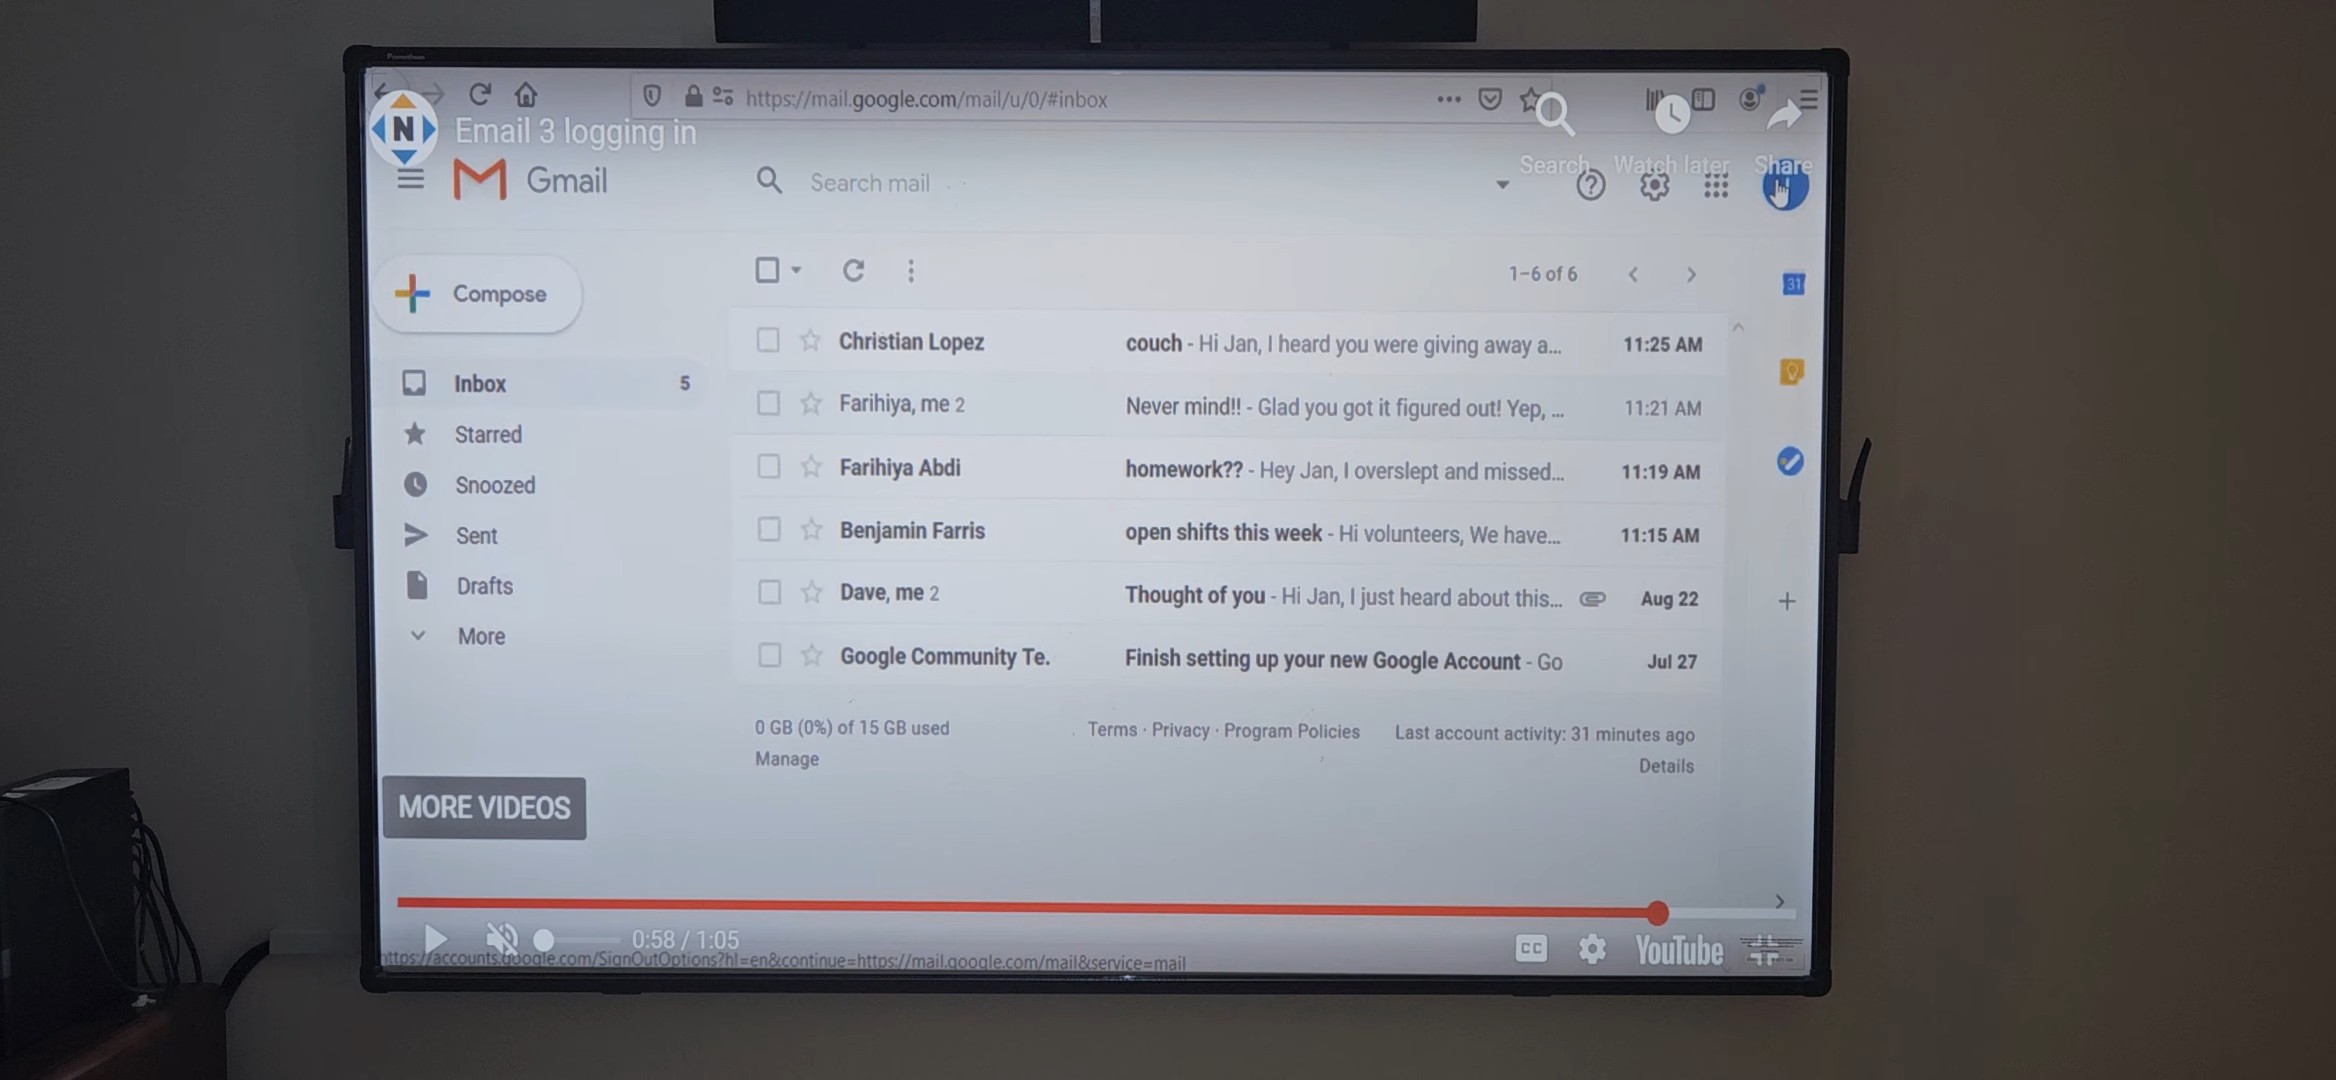 Promethean
https://mail.google.com/mail/u/0/#inbox
N
Email 3 logging in
Search
Watch later
Share
Gmail
Search mail
Compose
1-6 of 6
31
Inbox 5
Starred
Snoozed
Sent
Drafts
More
Christian Lopez couch - Hi Jan, I heard you were giving away a... 11:25 AM
Farihiya, me 2 Never mind!! - Glad you got it figured out! Yep, ... 11:21 AM
Farihiya Abdi homework?? - Hey Jan, I overslept and missed... 11:19 AM
Benjamin Farris open shifts this week - Hi volunteers, We have... 11:15 AM
Dave, me 2 Thought of you - Hi Jan, I just heard about this... Aug 22
Google Community Te. Finish setting up your new Google Account - Go Jul 27
0 GB (0%) of 15 GB used Terms · Privacy · Program Policies Last account activity: 31 minutes ago
Manage Details
MORE VIDEOS
0:58 / 1:05
CC
YouTube
https://accounts.google.com/SignOutOptions?hl=en&continue=https://mail.google.com/mail&service=mail